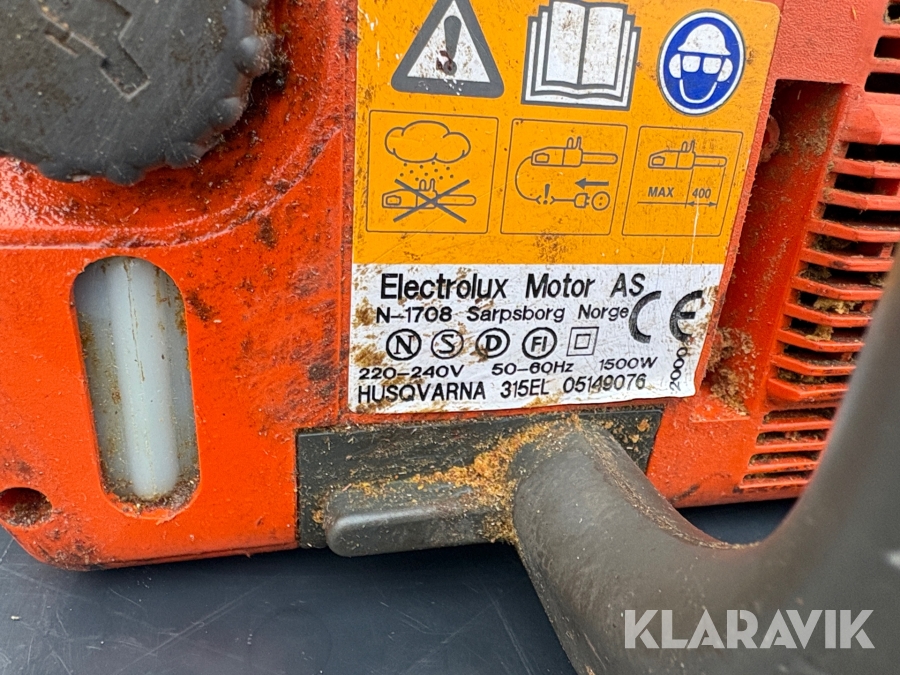 MAX 400
Electrolux Motor AS
N-1708 Sarpsborg Norge
CE
N S D FI
220-240V 50-60Hz 1500W
HUSQVARNA 315EL 05149076
2000
KLARAVIK